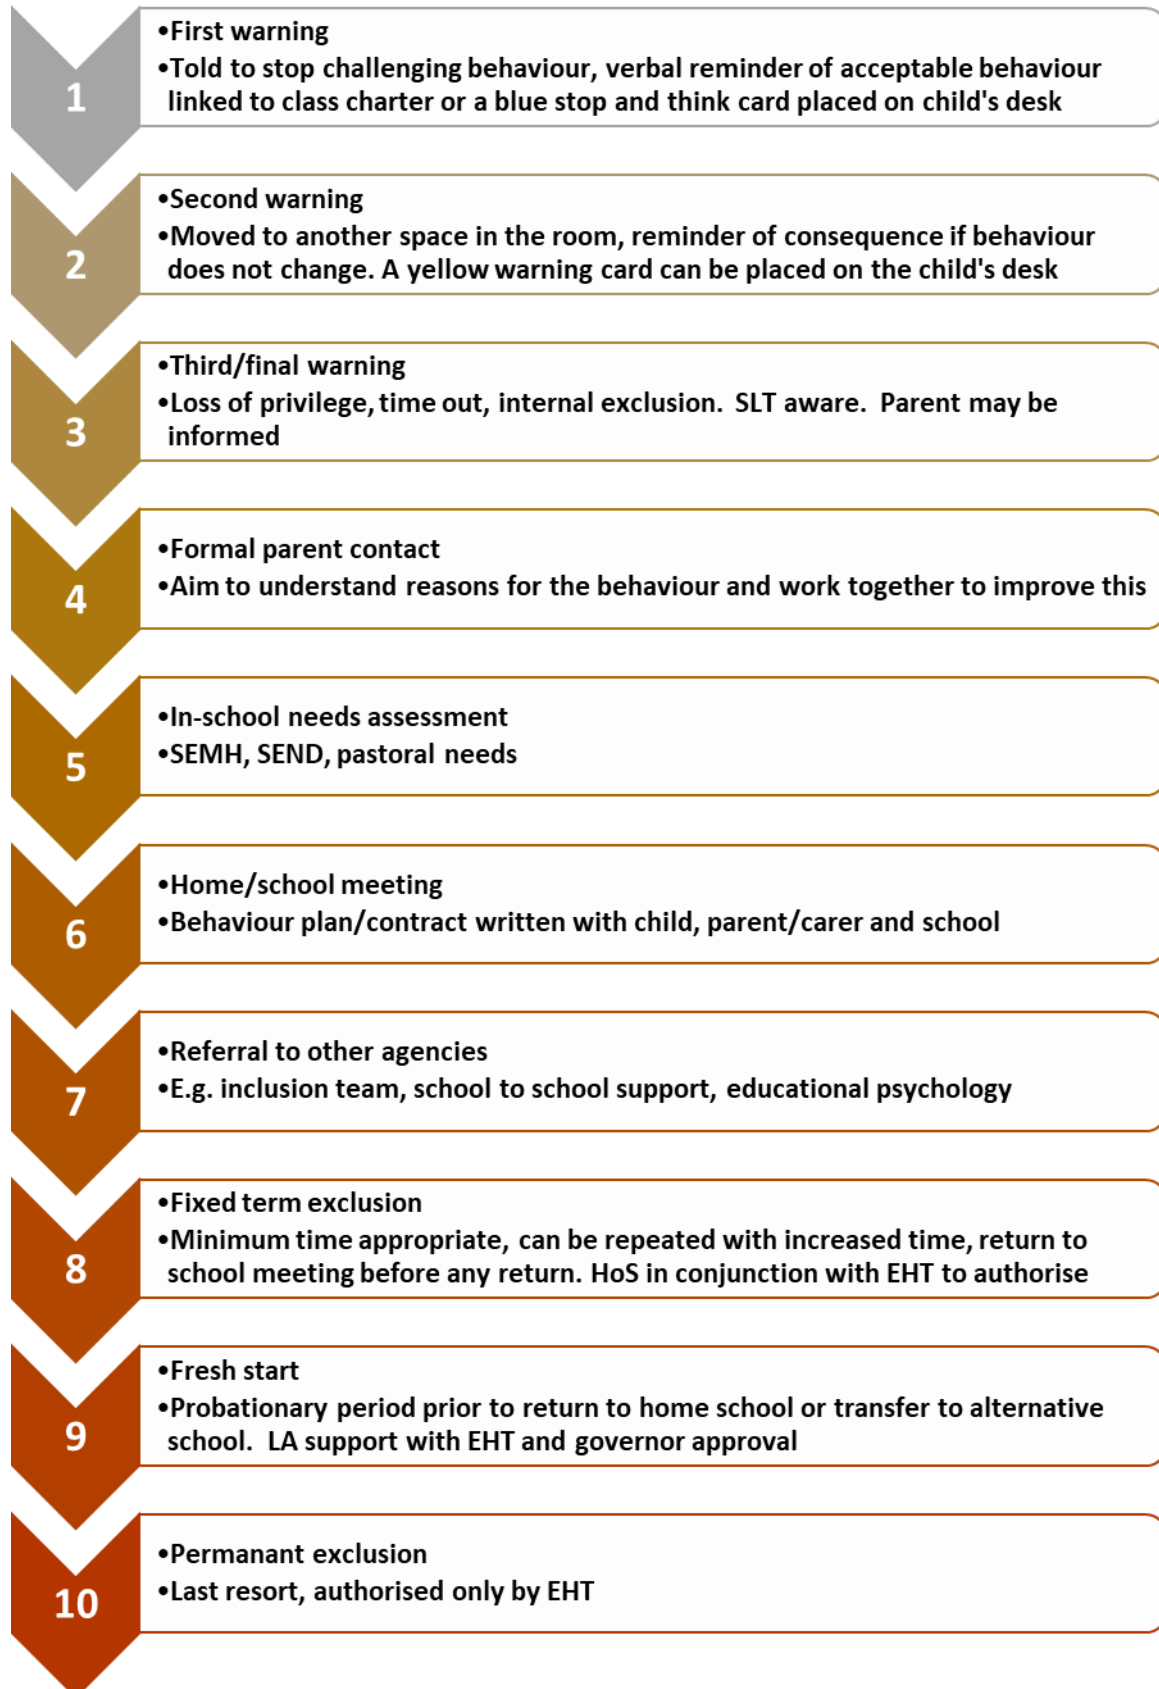 1
•First warning
•Told to stop challenging behaviour, verbal reminder of acceptable behaviour
linked to class charter or a blue stop and think card placed on child's desk
2
•Second warning
•Moved to another space in the room, reminder of consequence if behaviour
does not change. A yellow warning card can be placed on the child's desk
3
•Third/final warning
•Loss of privilege, time out, internal exclusion.  SLT aware.  Parent may be
informed
4
•Formal parent contact
•Aim to understand reasons for the behaviour and work together to improve this
5
•In-school needs assessment
•SEMH, SEND, pastoral needs
6
•Home/school meeting
•Behaviour plan/contract written with child, parent/carer and school
7
•Referral to other agencies
•E.g. inclusion team, school to school support, educational psychology
8
•Fixed term exclusion
•Minimum time appropriate, can be repeated with increased time, return to
school meeting before any return. HoS in conjunction with EHT to authorise
9
•Fresh start
•Probationary period prior to return to home school or transfer to alternative
school.  LA support with EHT and governor approval
10
•Permanant exclusion
•Last resort, authorised only by EHT